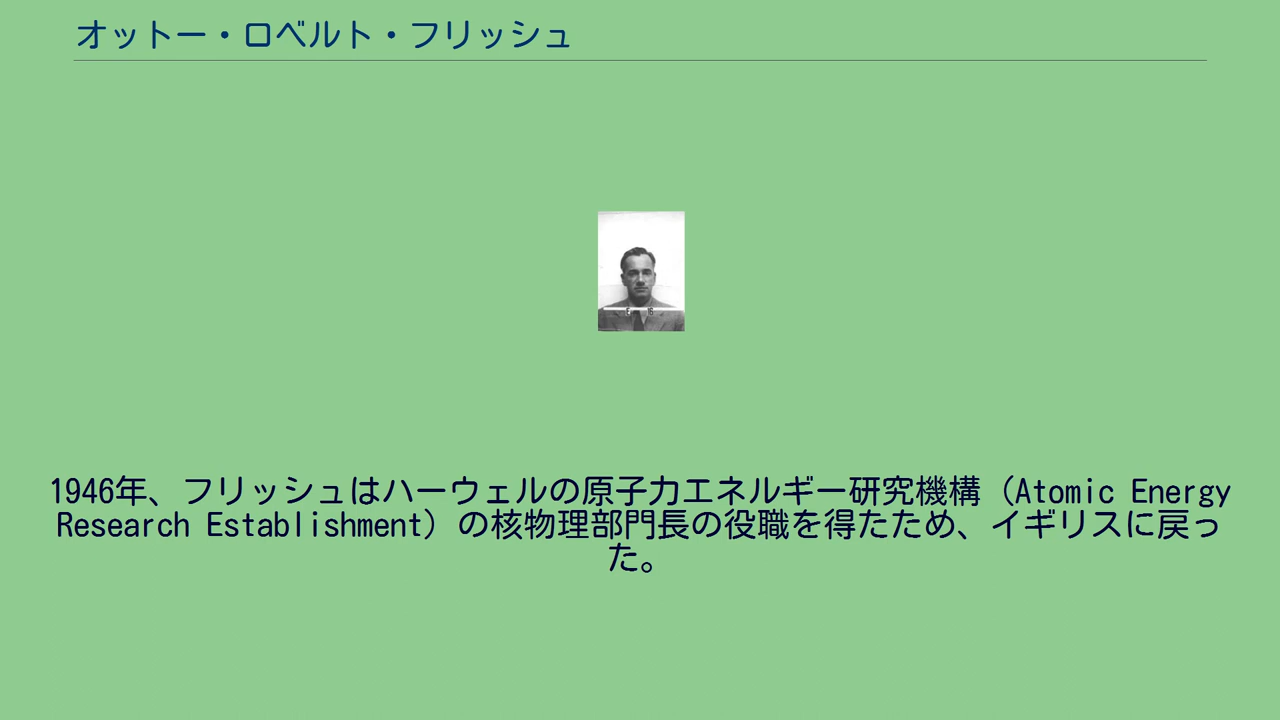 オットー・ロベルト・フリッシュ
1946年、フリッシュはハーウェルの原子力エネルギー研究機構（Atomic Energy
Research Establishment）の核物理部門長の役職を得たため、イギリスに戻っ
た。